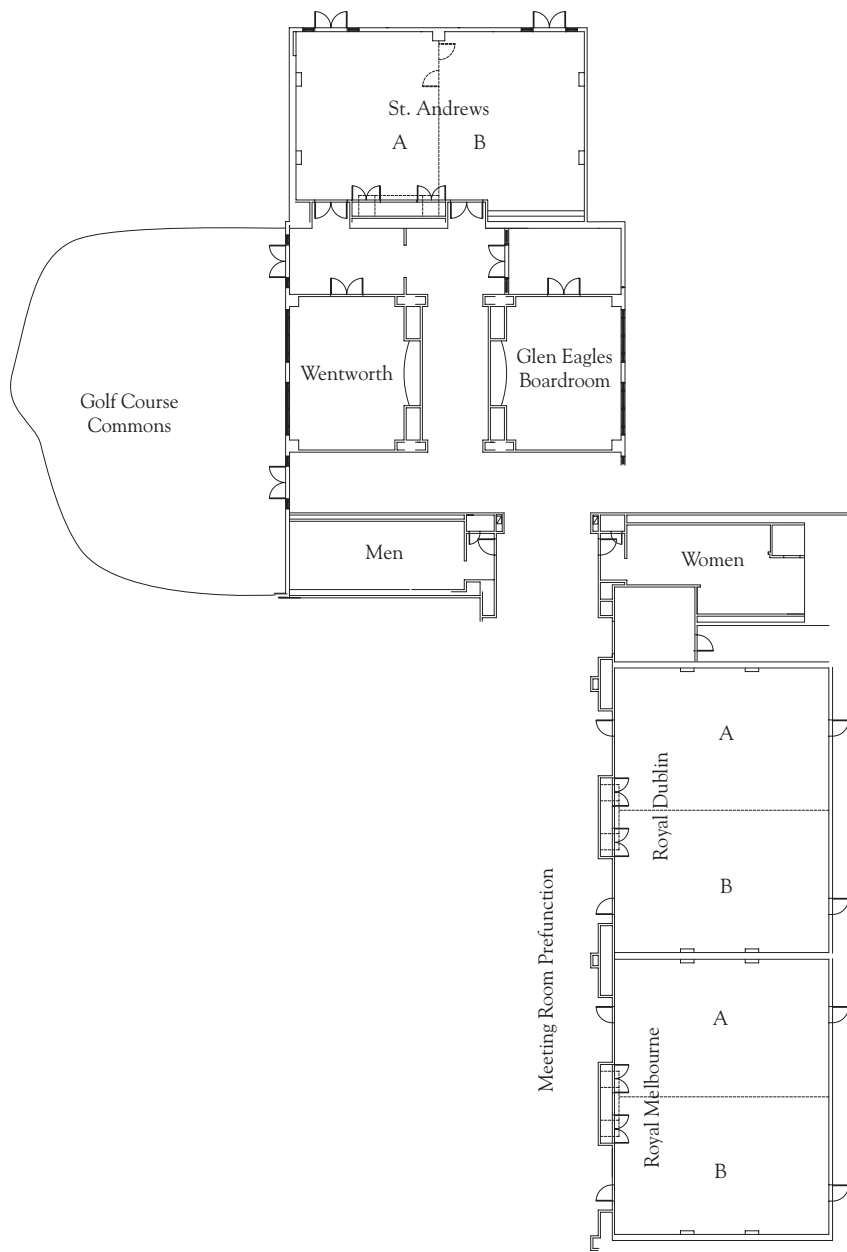 St. Andrews
A
B
Wentworth
Glen Eagles
Boardroom
Golf Course
Commons
Men
Women
A
Royal Dublin
B
Meeting Room Prefunction
A
Royal Melbourne
B